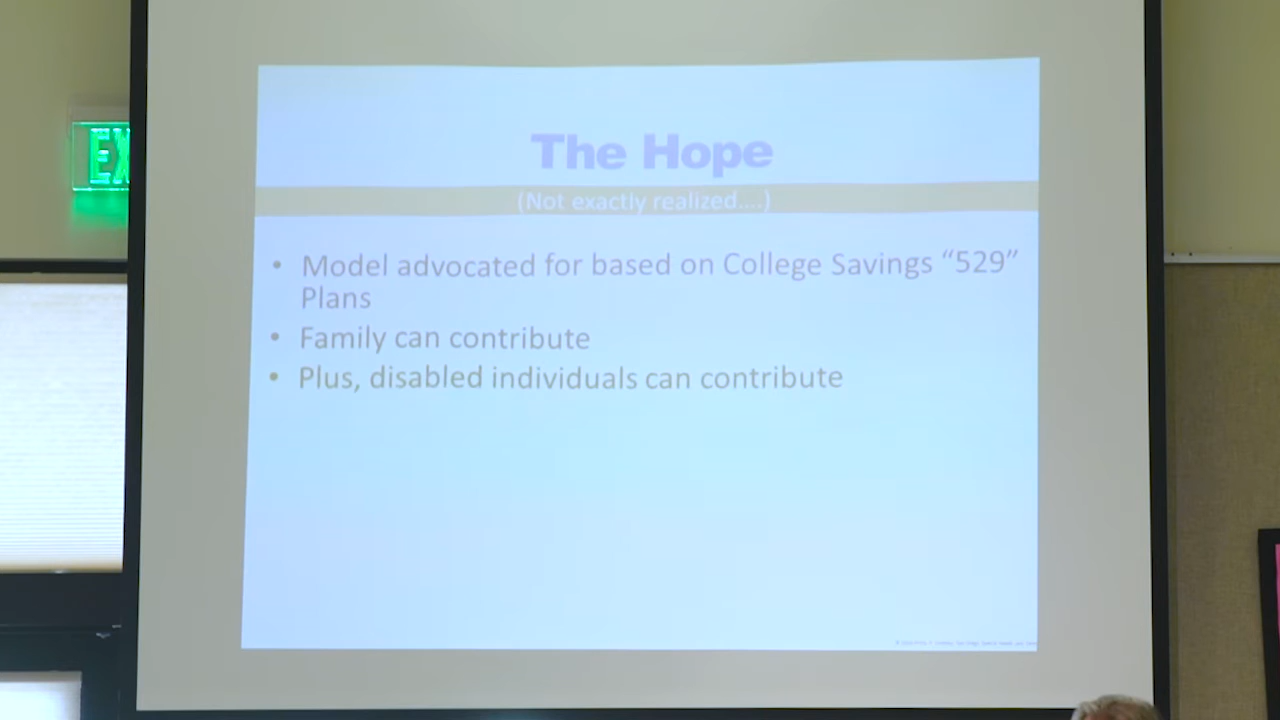 EX
The Hope
(Not exactly realized....)
• Model advocated for based on College Savings “529”
Plans
• Family can contribute
• Plus, disabled individuals can contribute